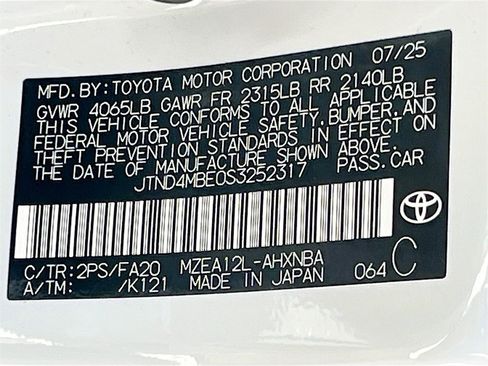 MFD.BY:TOYOTA MOTOR CORPORATION 07/25
GVWR 4065LB GAWR FR 2315LB RR 2140LB
THIS VEHICLE CONFORMS TO ALL APPLICABLE
FEDERAL MOTOR VEHICLE SAFETY,BUMPER,AND
THEFT PREVENTION STANDARDS IN EFFECT ON
THE DATE OF MANUFACTURE SHOWN ABOVE.
JTND4MBE0S3252317 PASS.CAR
C/TR:2PS/FA20 MZEA12L-AHXNBA
A/TM: /K121 MADE IN JAPAN 064 C